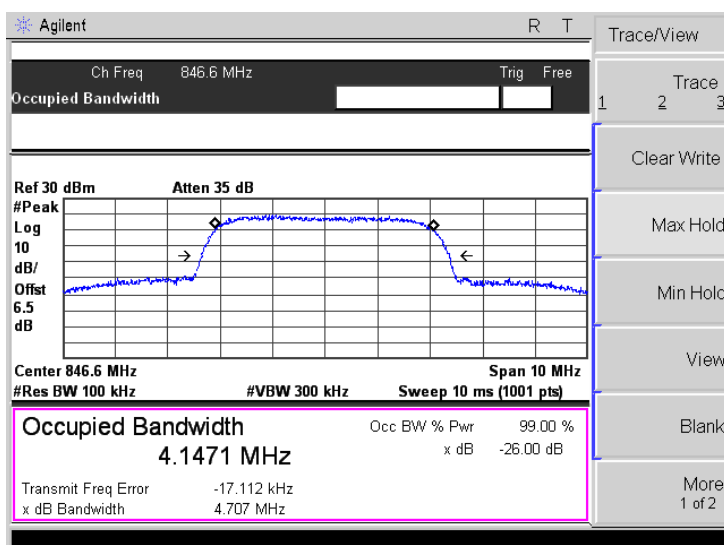 Agilent R T
Trace/View
Ch Freq 846.6 MHz Trig Free
Occupied Bandwidth
Trace
1 2 3
Clear Write
Ref 30 dBm Atten 35 dB
#Peak
Log
10
dB/
Offst
6.5
dB
Max Hold
Min Hold
Center 846.6 MHz Span 10 MHz
#Res BW 100 kHz #VBW 300 kHz Sweep 10 ms (1001 pts)
View
Occupied Bandwidth Occ BW % Pwr 99.00 %
4.1471 MHz x dB -26.00 dB
Blank
Transmit Freq Error -17.112 kHz
x dB Bandwidth 4.707 MHz
More
1 of 2